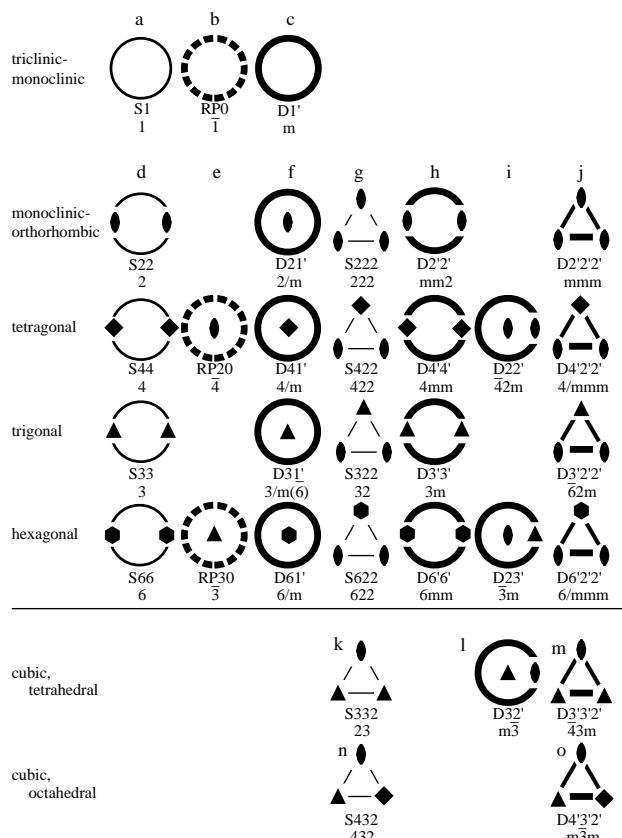 a b c
triclinic-
monoclinic
S1 RP0 D1'
1 1̅ m
d e f g h i j
monoclinic-
orthorhombic
S22 D21' S222 D2'2' D2'2'2'
2 2/m 222 mm2 mmm
tetragonal
S44 RP20 D41' S422 D4'4' D22' D4'2'2'
4 4̅ 4/m 422 4mm 4̅2m 4/mmm
trigonal
S33 D31' S322 D3'3' D3'2'2'
3 3/m(6̅) 32 3m 6̅2m
hexagonal
S66 RP30 D61' S622 D6'6' D23' D6'2'2'
6 3̅ 6/m 622 6mm 3̅m 6/mmm
k l m
cubic,
tetrahedral
S332 D32' D3'3'2'
23 m3̅ 4̅3m
n o
cubic,
octahedral
S432 D4'3'2'
432 m3̅m